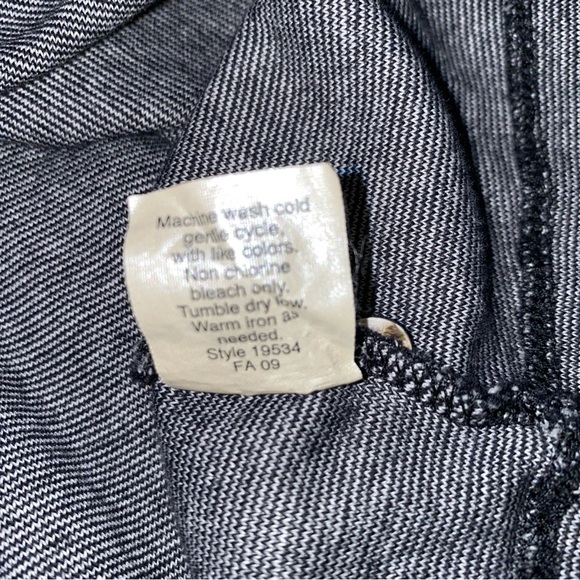 Machine wash cold
gentle cycle,
with like colors.
Non chlorine
bleach only.
Tumble dry low.
Warm iron as
needed.
Style 19534
FA 09